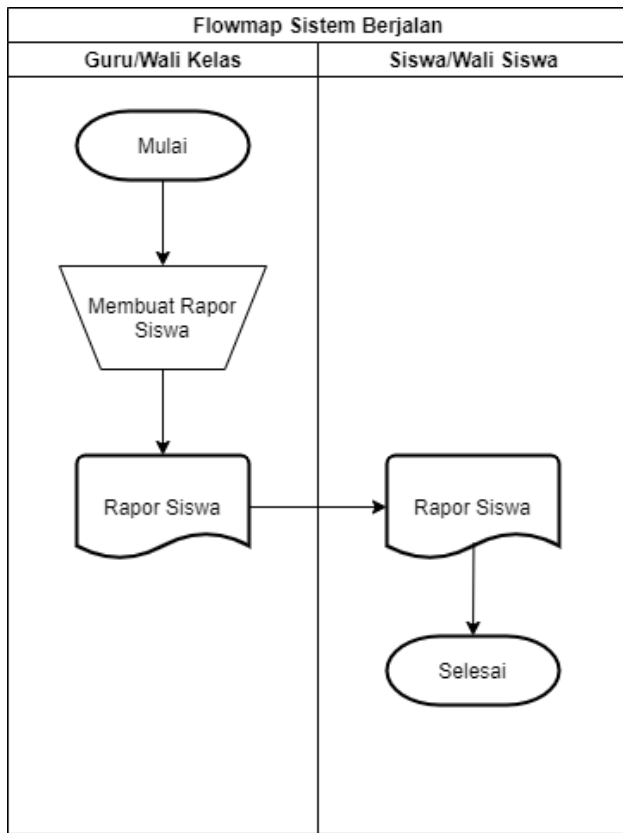 Flowmap Sistem Berjalan
Guru/Wali Kelas
Siswa/Wali Siswa
Mulai
Membuat Rapor
Siswa
Rapor Siswa
Rapor Siswa
Selesai